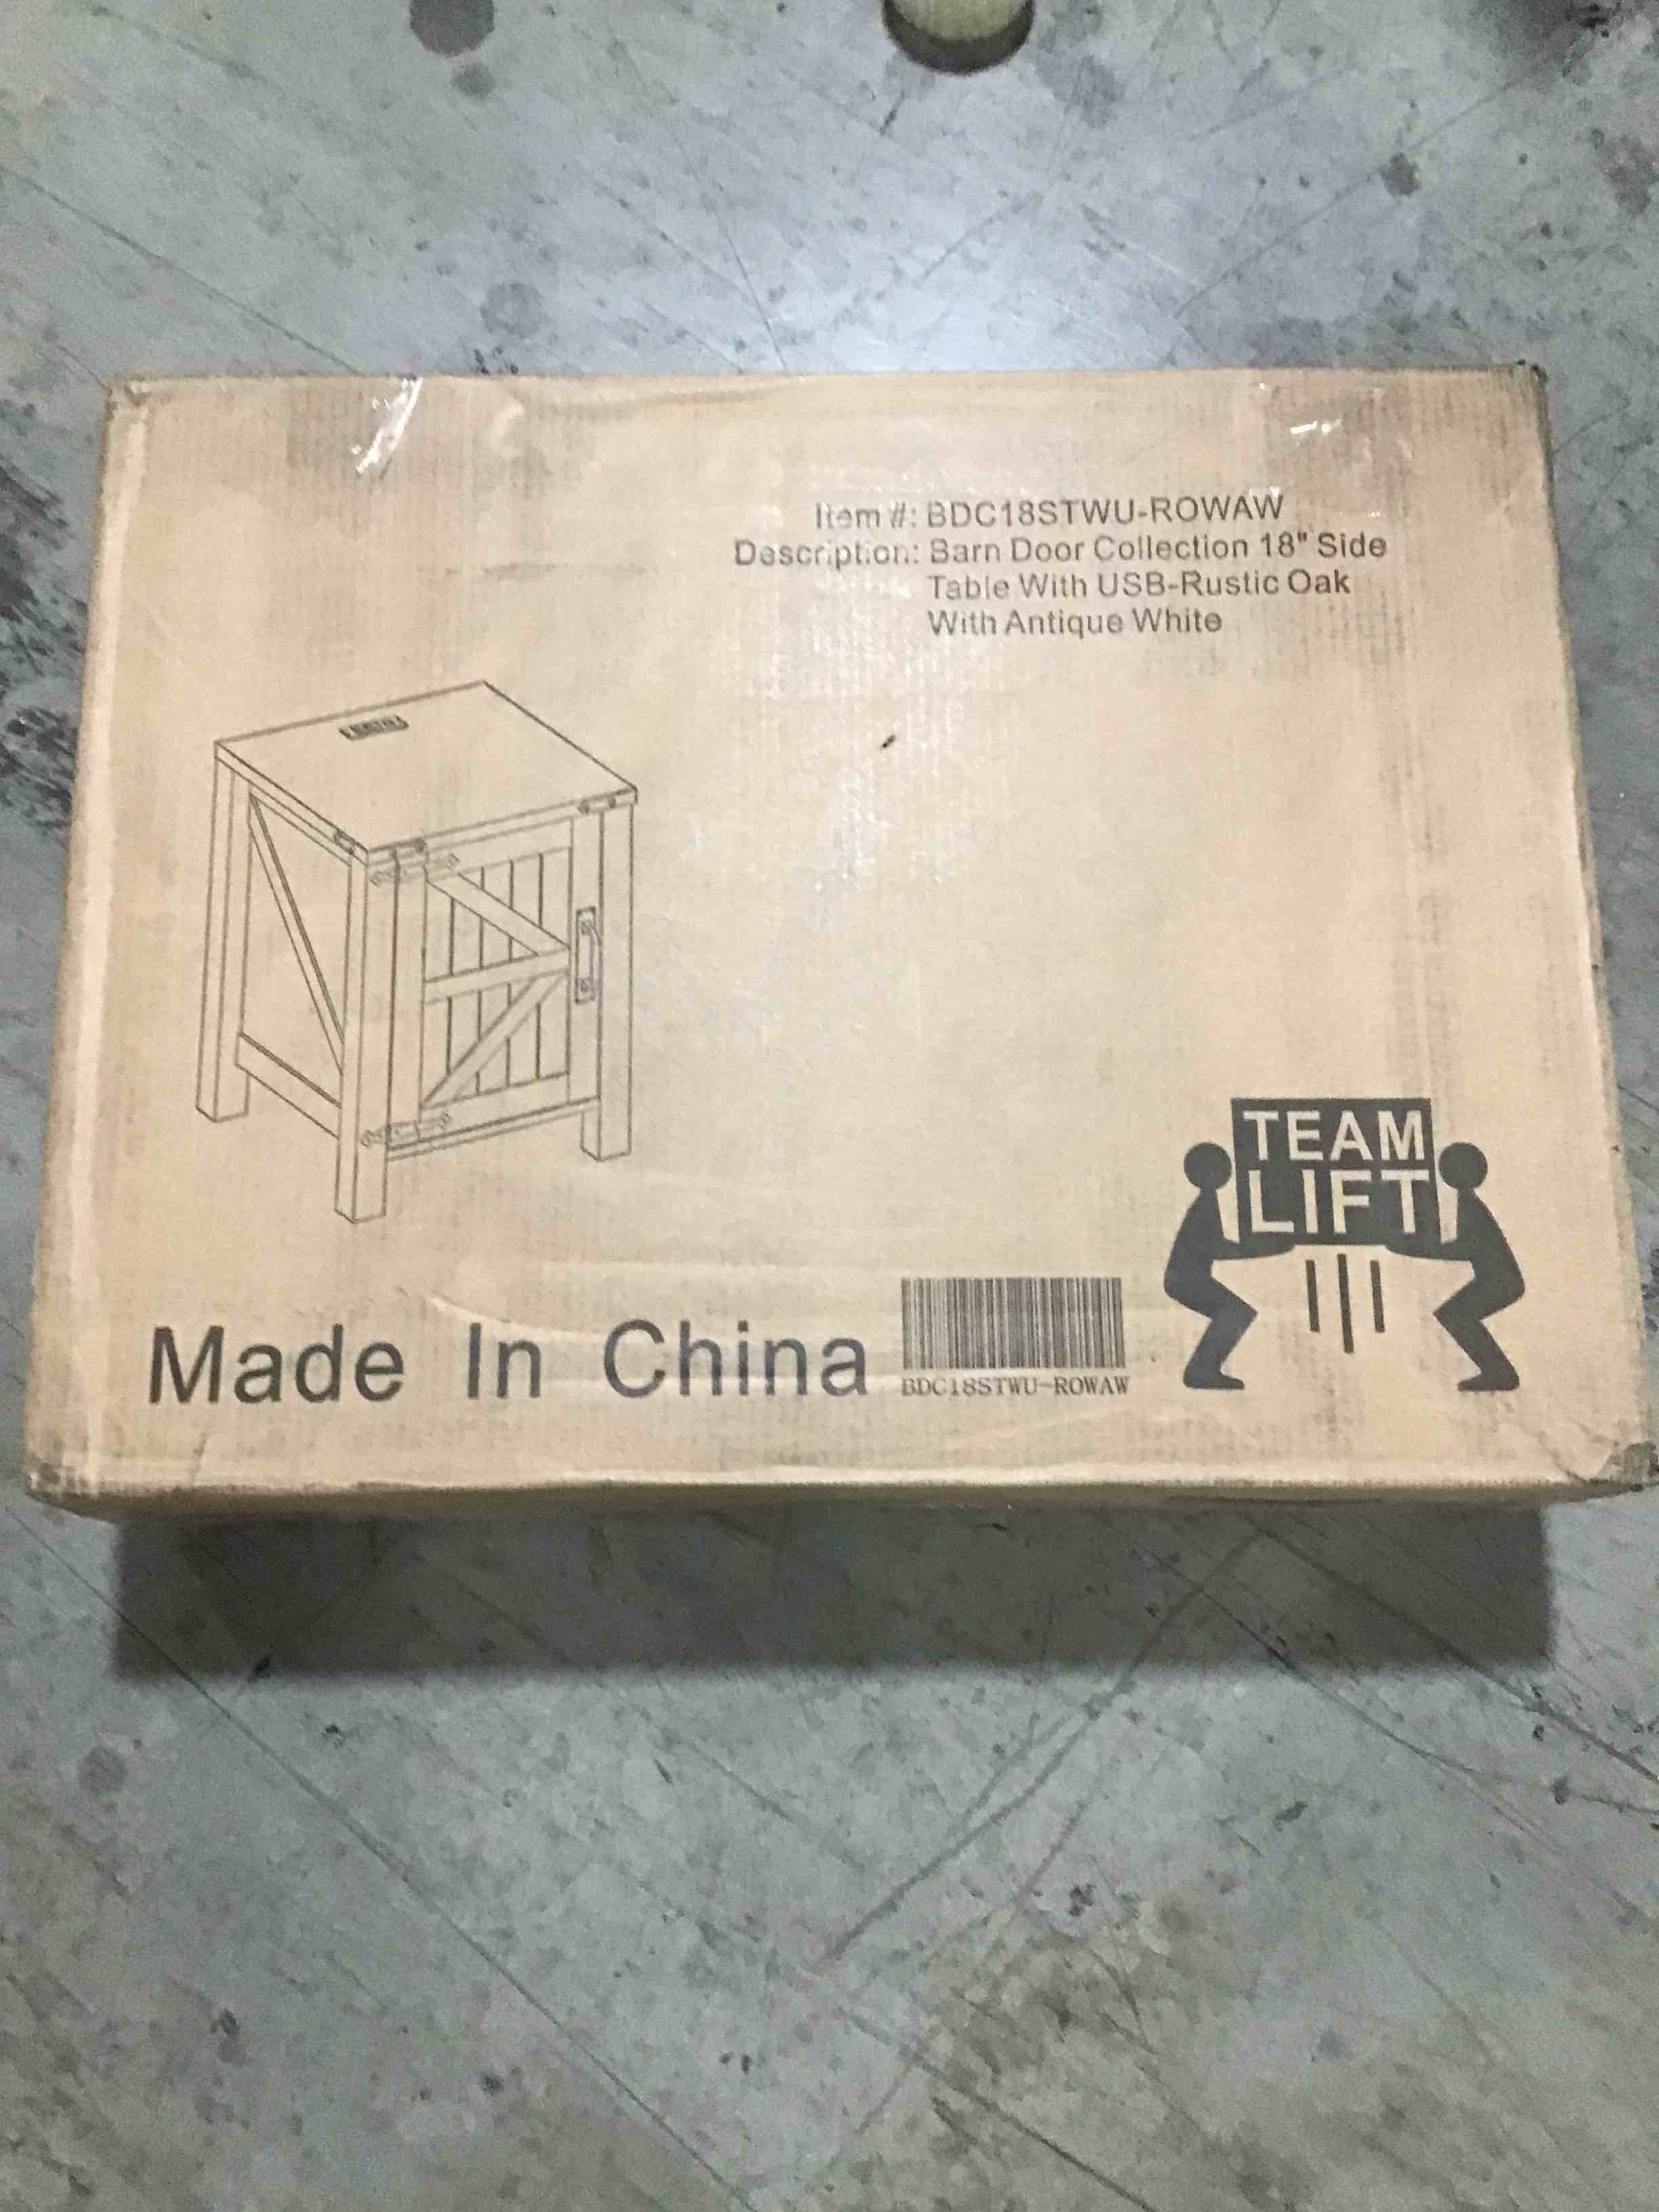 Item #: BDC18STWU-ROWAW
Description: Barn Door Collection 18" Side
Table With USB-Rustic Oak
With Antique White
TEAM
LIFT
Made In China
BDC18STWU-ROWAW